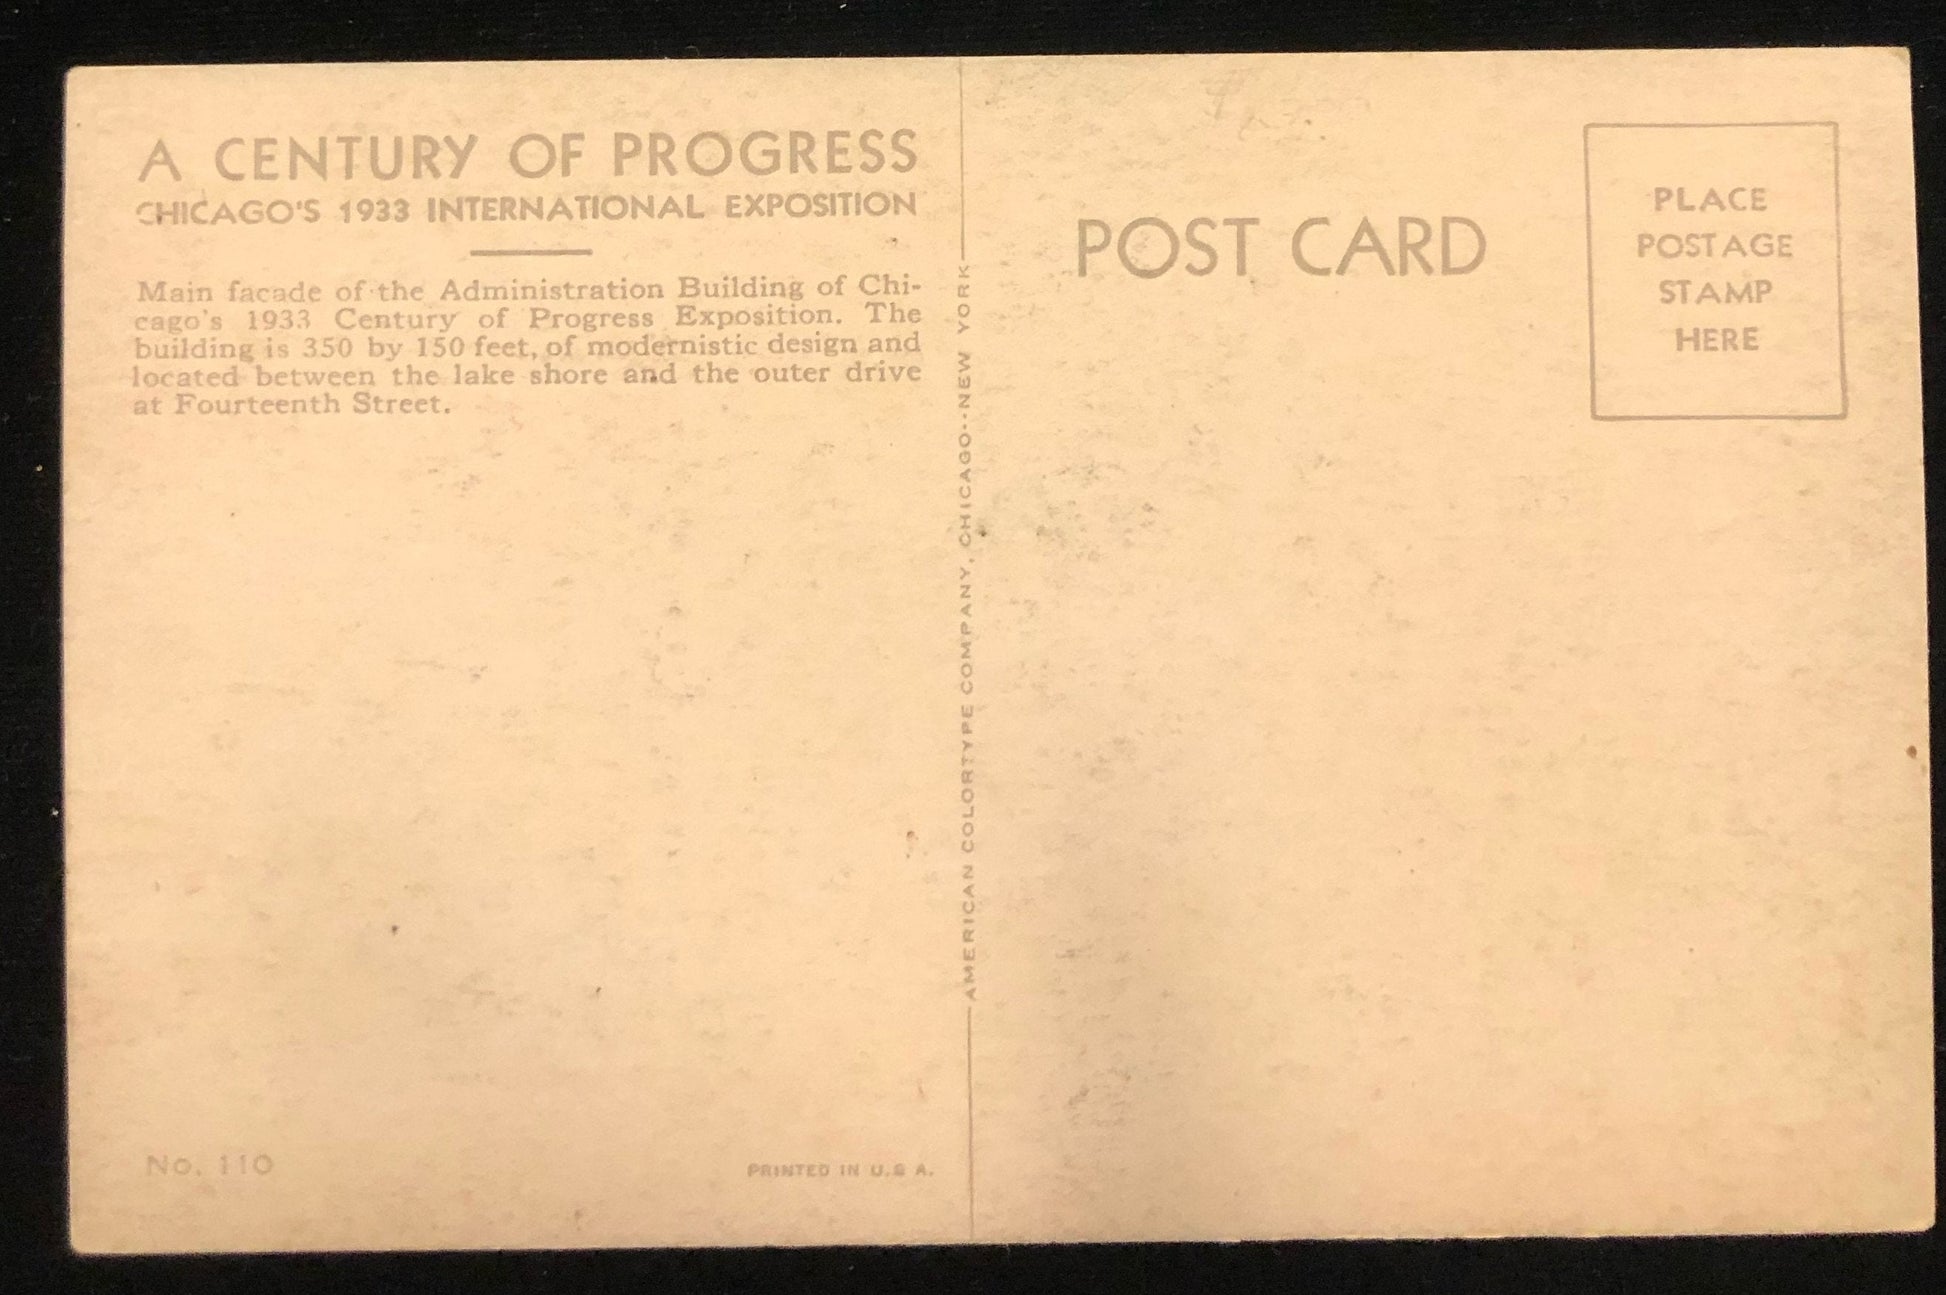 A CENTURY OF PROGRESS
CHICAGO'S 1933 INTERNATIONAL EXPOSITION
Main facade of the Administration Building of Chi-
cago's 1933 Century of Progress Exposition. The
building is 350 by 150 feet, of modernistic design and
located between the lake shore and the outer drive
at Fourteenth Street.
No. 110
PRINTED IN U.S A.
AMERICAN COLORTYPE COMPANY, CHICAGO--NEW YORK
POST CARD
PLACE
POSTAGE
STAMP
HERE